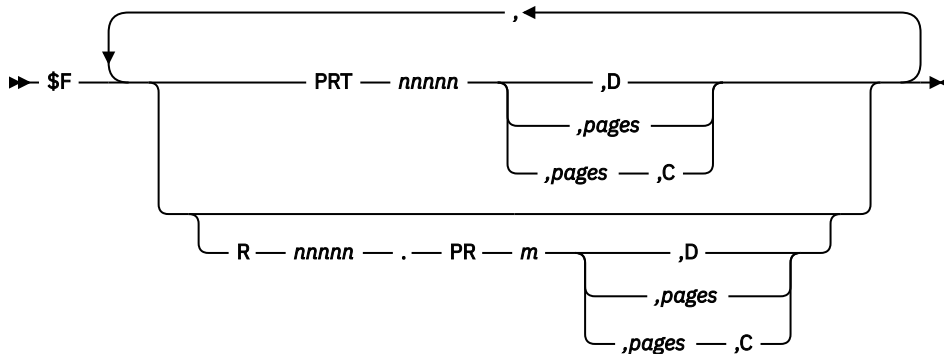 ,
$F PRT nnnnn ,D
,pages
,pages ,C
R nnnnn . PR m ,D
,pages
,pages ,C